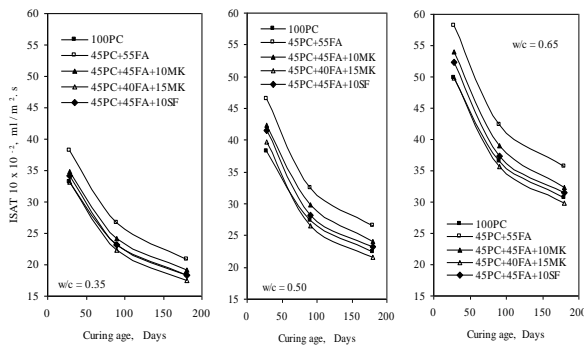 ISAT 10 x 10 -2, ml / m 2. s
60
55
50
45
40
35
30
25
20
15
100PC
45PC+55FA
45PC+45FA+10MK
45PC+40FA+15MK
45PC+45FA+10SF
w/c = 0.35
0 50 100 150 200
Curing age, Days
60
55
50
45
40
35
30
25
20
15
w/c = 0.50
100PC
45PC+55FA
45PC+45FA+10MK
45PC+40FA+15MK
45PC+45FA+10SF
w/c = 0.50
0 50 100 150 200
Curing age, Days
60
55
50
45
40
35
30
25
20
15
w/c = 0.65
100PC
45PC+55FA
45PC+45FA+10MK
45PC+40FA+15MK
45PC+45FA+10SF
0 50 100 150 200
Curing age, Days